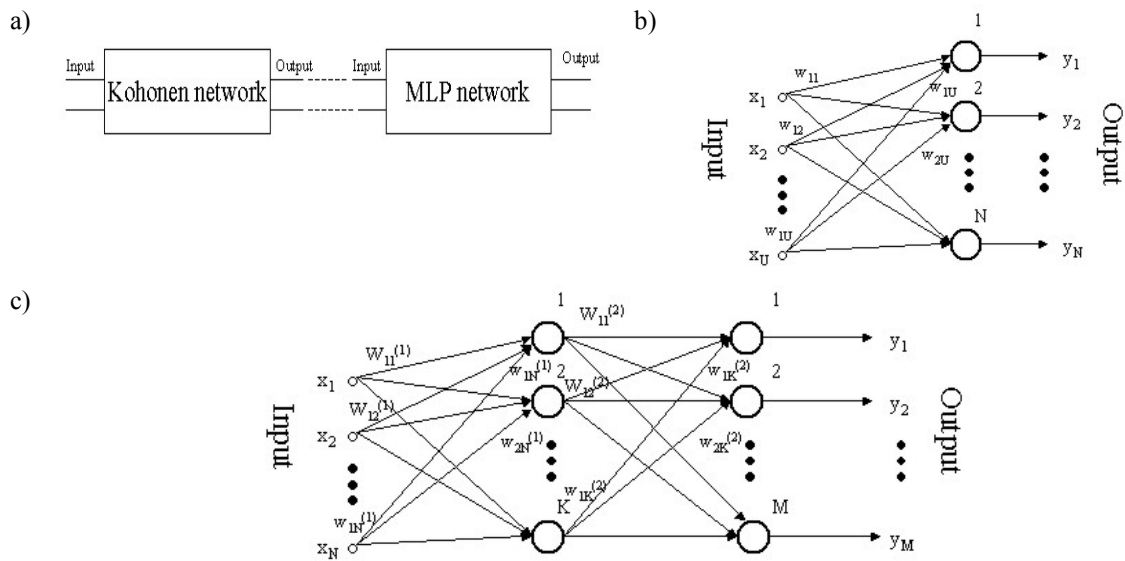 a)
Input
Kohonen network
Output
Input
MLP network
Output
b)
1
w11
w1U
y1
x1
2
w12
y2
x2
w2U
Input
Output
N
w1U
xU
yN
c)
1
W11(2)
1
W11(1)
y1
w1N(1)
w1K(2)
x1
2
W12(2)
2
W12(1)
y2
x2
w2N(1)
w2K(2)
Input
Output
w1K(2)
K
M
w1N(1)
xN
yM